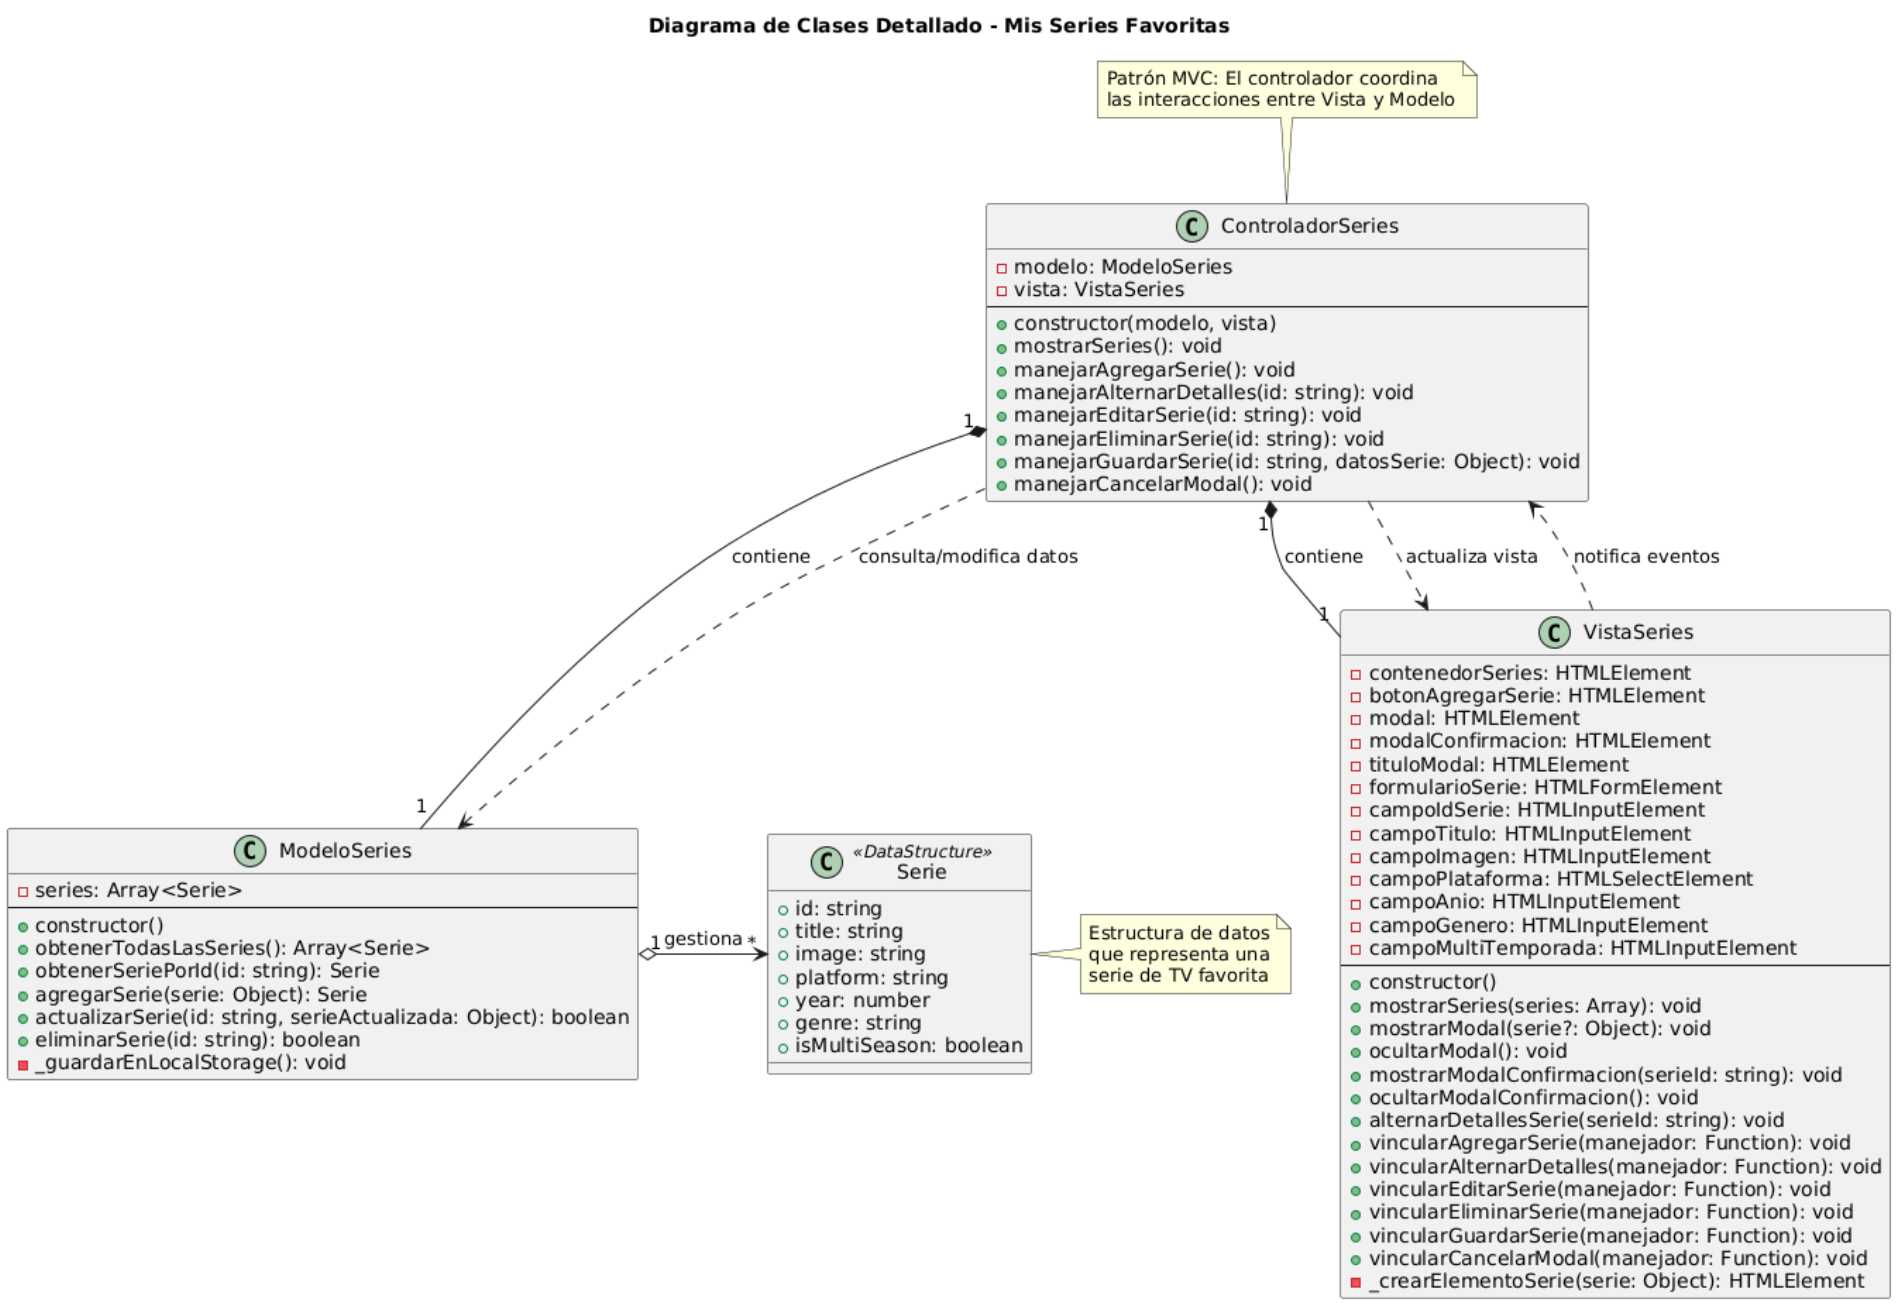 Diagrama de Clases Detallado - Mis Series Favoritas
Patrón MVC: El controlador coordina
las interacciones entre Vista y Modelo
C ControladorSeries
modelo: ModeloSeries
vista: VistaSeries
constructor(modelo, vista)
mostrarSeries(): void
manejarAgregarSerie(): void
manejarAlternarDetalles(id: string): void
manejarEditarSerie(id: string): void
manejarEliminarSerie(id: string): void
manejarGuardarSerie(id: string, datosSerie: Object): void
manejarCancelarModal(): void
1
1
contiene
consulta/modifica datos
contiene
actualiza vista
notifica eventos
1
1
C VistaSeries
contenedorSeries: HTMLElement
botonAgregarSerie: HTMLElement
modal: HTMLElement
modalConfirmacion: HTMLElement
tituloModal: HTMLElement
formularioSerie: HTMLFormElement
campoIdSerie: HTMLInputElement
campoTitulo: HTMLInputElement
campoImagen: HTMLInputElement
campoPlataforma: HTMLSelectElement
campoAnio: HTMLInputElement
campoGenero: HTMLInputElement
campoMultiTemporada: HTMLInputElement
constructor()
mostrarSeries(series: Array): void
mostrarModal(serie?: Object): void
ocultarModal(): void
mostrarModalConfirmacion(serieId: string): void
ocultarModalConfirmacion(): void
alternarDetallesSerie(serieId: string): void
vincularAgregarSerie(manejador: Function): void
vincularAlternarDetalles(manejador: Function): void
vincularEditarSerie(manejador: Function): void
vincularEliminarSerie(manejador: Function): void
vincularGuardarSerie(manejador: Function): void
vincularCancelarModal(manejador: Function): void
_crearElementoSerie(serie: Object): HTMLElement
C ModeloSeries
series: Array<Serie>
constructor()
obtenerTodasLasSeries(): Array<Serie>
obtenerSeriePorId(id: string): Serie
agregarSerie(serie: Object): Serie
actualizarSerie(id: string, serieActualizada: Object): boolean
eliminarSerie(id: string): boolean
_guardarEnLocalStorage(): void
1 gestiona *
C «DataStructure»
Serie
id: string
title: string
image: string
platform: string
year: number
genre: string
isMultiSeason: boolean
Estructura de datos
que representa una
serie de TV favorita